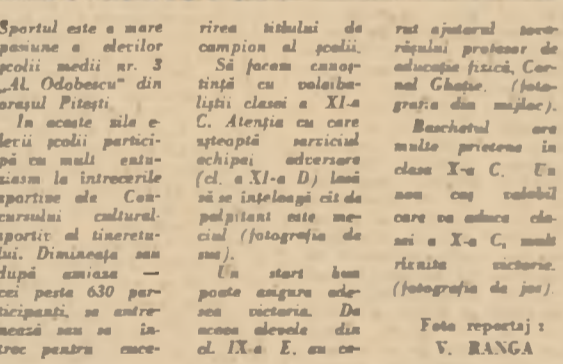 Sportul este o mare
pasiune a elevilor
școlii medii nr. 3
„Al. Odobescu“ din
orașul Pitești.
In aceste zile e-
levii școlii partici-
pă cu mult entu-
ziasm la întrecerile
sportive ale Con-
cursului cultural-
sportiv al tineretu-
lui. Dimineața sau
după amiaza —
cei peste 630 par-
ticipanți, se antre-
nează sau se în-
trec pentru cuce-
rirea titlului de
campion al școlii.
Să facem cunoș-
tință cu voleiba-
liștii clasei a XI-a
C. Atenția cu care
așteaptă serviciul
echipei adversare
(cl. a XI-a D) lasă
să se înțeleagă cît de
palpitant este me-
ciul (fotografia de
sus).
Un start bun
poate asigura ade-
sea victoria. De
aceea elevele din
cl. IX-a E. au ce-
rut ajutorul tova-
rășului profesor de
educație fizică, Cor-
nel Ghație. (foto-
grafia din mijloc).
Baschetul are
multe prietene în
clasa X-a C. Un
nou coș valabil
care va aduce cla-
sei a X-a C, mult
rîvnita victorie.
(fotografia de jos).
Foto reportaj :
V. RANGA